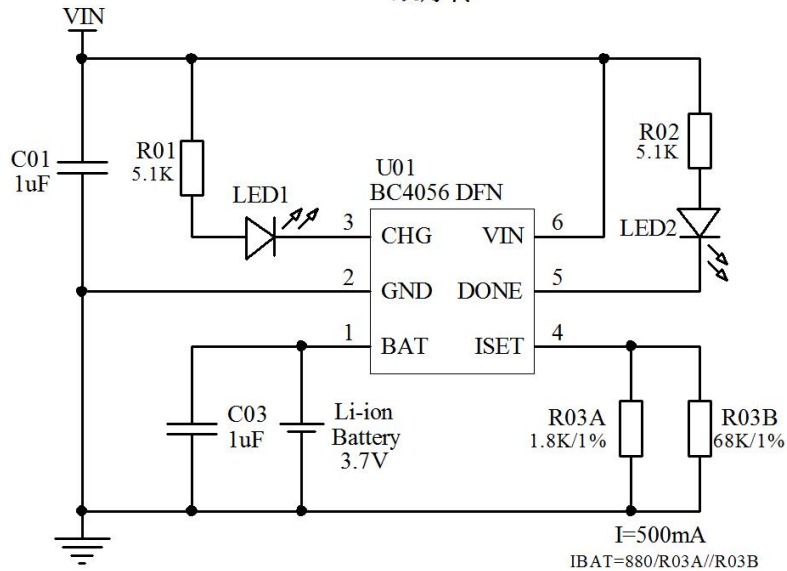 VIN
C01
1uF
R01
5.1K
LED1
U01
BC4056 DFN
R02
5.1K
LED2
3 CHG VIN 6
2 GND DONE 5
1 BAT ISET 4
C03
1uF
Li-ion
Battery
3.7V
R03A
1.8K/1%
R03B
68K/1%
I=500mA
IBAT=880/R03A//R03B